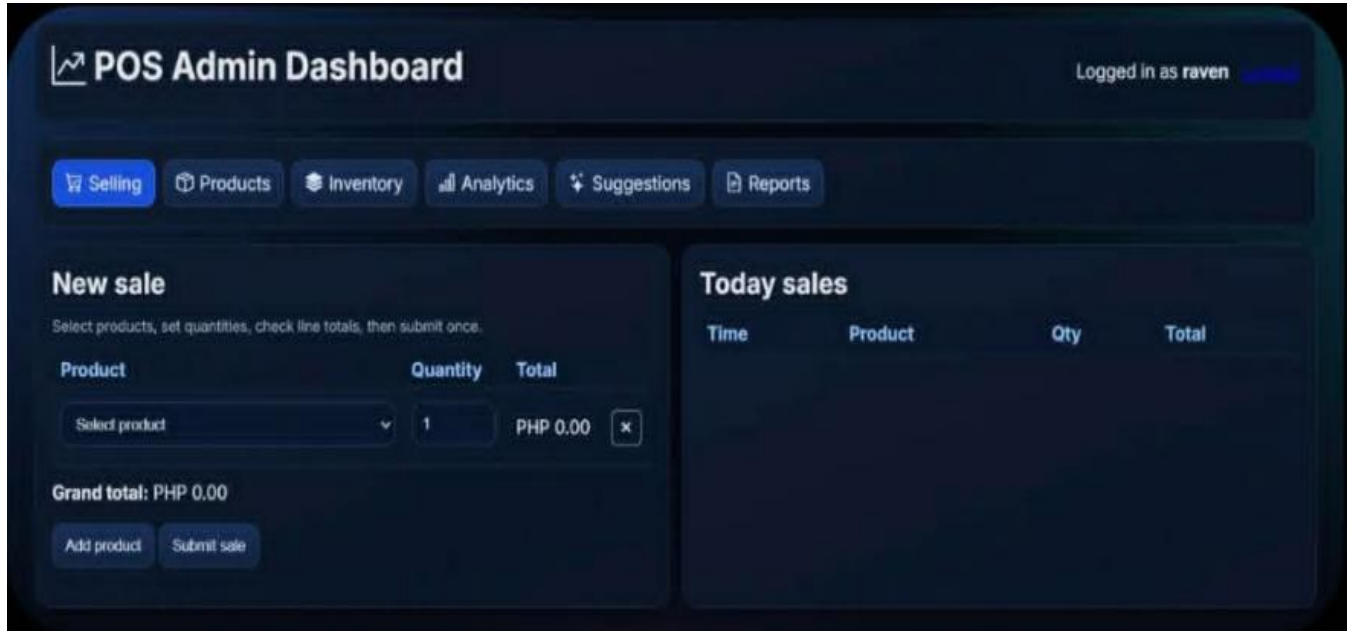 POS Admin Dashboard
Logged in as raven
Selling
Products
Inventory
Analytics
Suggestions
Reports
New sale
Select products, set quantities, check line totals, then submit once.
Product Quantity Total
Select product 1 PHP 0.00 ×
Grand total: PHP 0.00
Add product Submit sale
Today sales
Time Product Qty Total